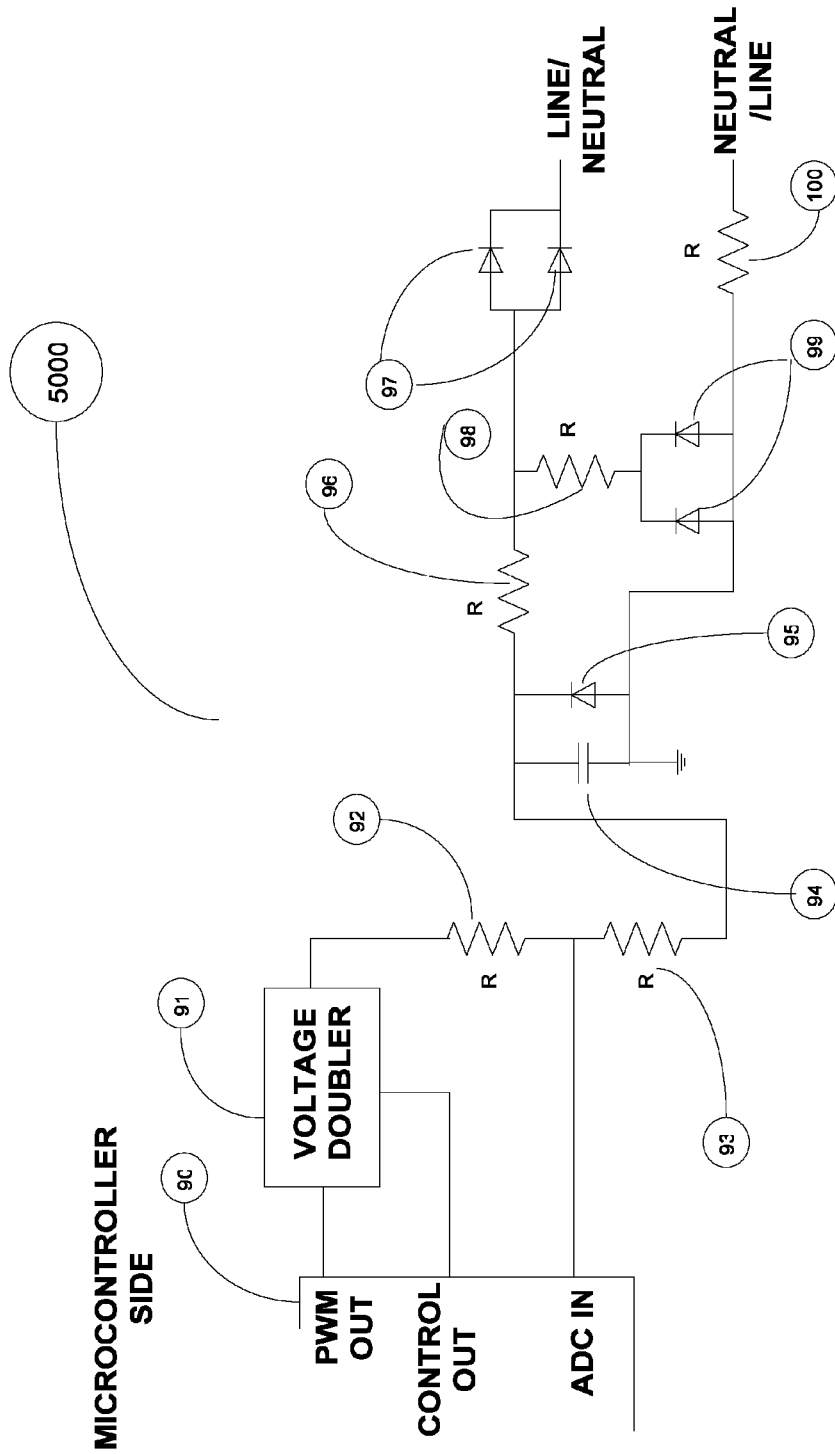 MICROCONTROLLER
SIDE
90
PWM
OUT
CONTROL
OUT
ADC IN
91
VOLTAGE
DOUBLER
92
R
93
R
94
95
5000
96
R
97
98
R
99
100
R
LINE/
NEUTRAL
NEUTRAL
/LINE